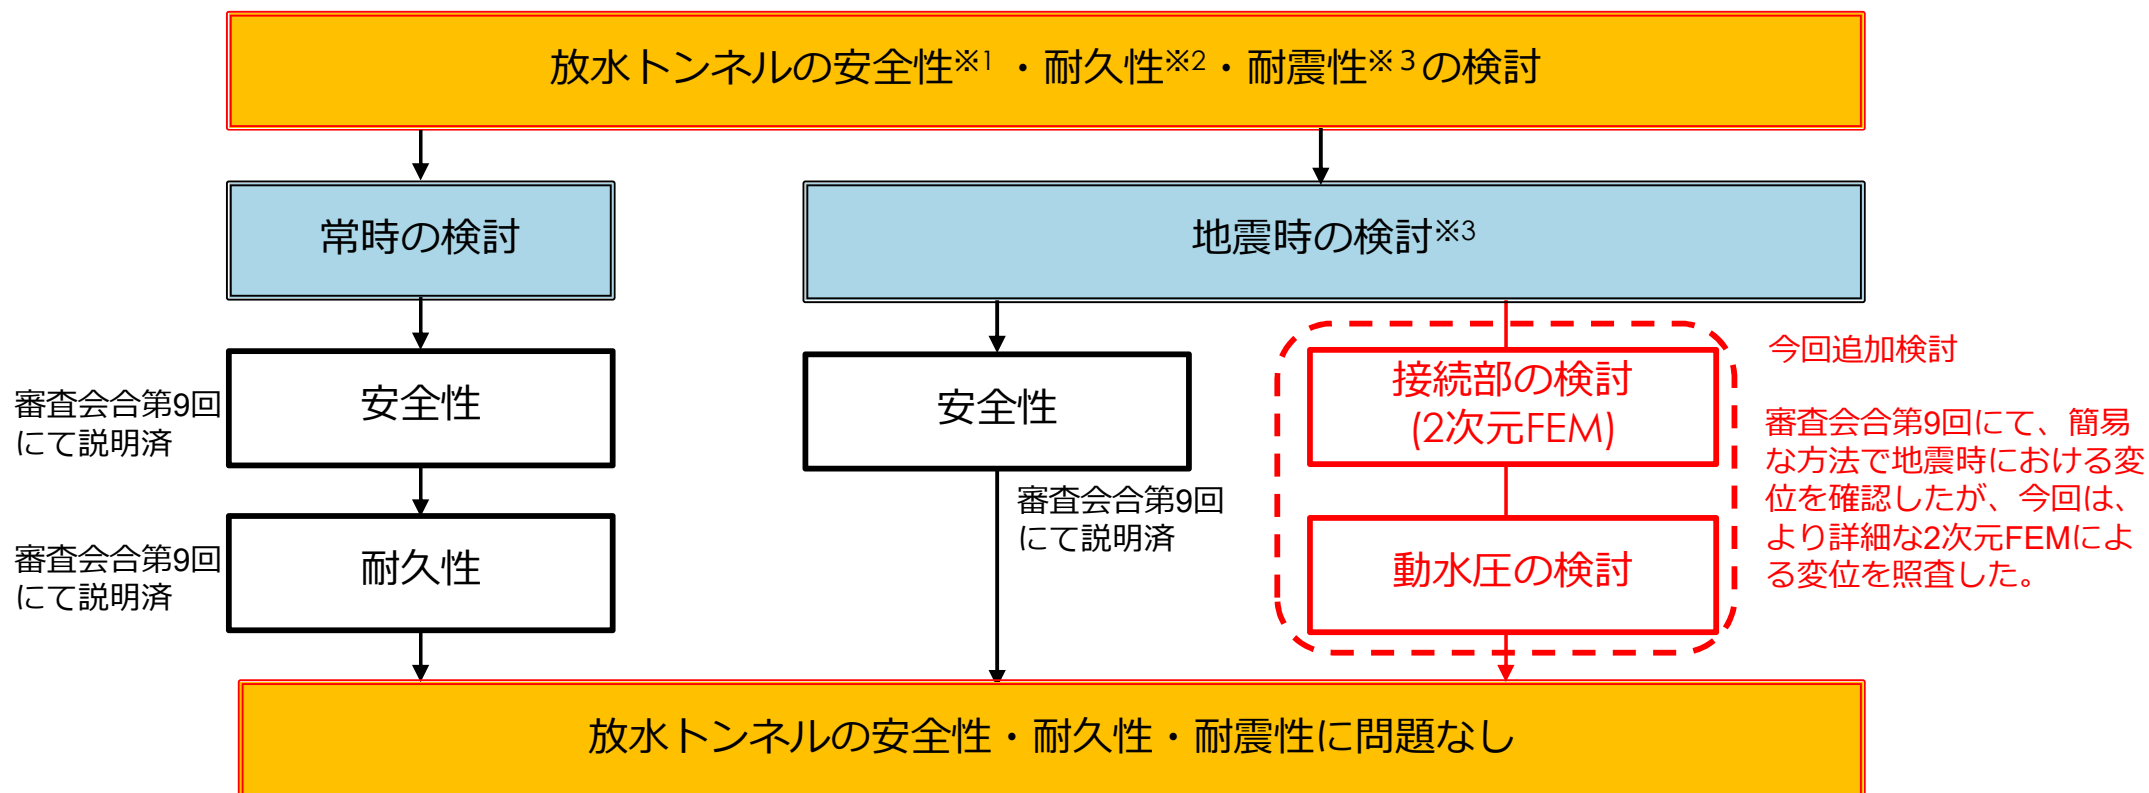 放水トンネルの安全性※1・耐久性※2・耐震性※3の検討
常時の検討
地震時の検討※3
審査会合第9回
にて説明済
安全性
審査会合第9回
にて説明済
耐久性
安全性
審査会合第9回
にて説明済
接続部の検討
(2次元FEM)
動水圧の検討
今回追加検討
審査会合第9回にて、簡易
な方法で地震時における変
位を確認したが、今回は、
より詳細な2次元FEMによ
る変位を照査した。
放水トンネルの安全性・耐久性・耐震性に問題なし